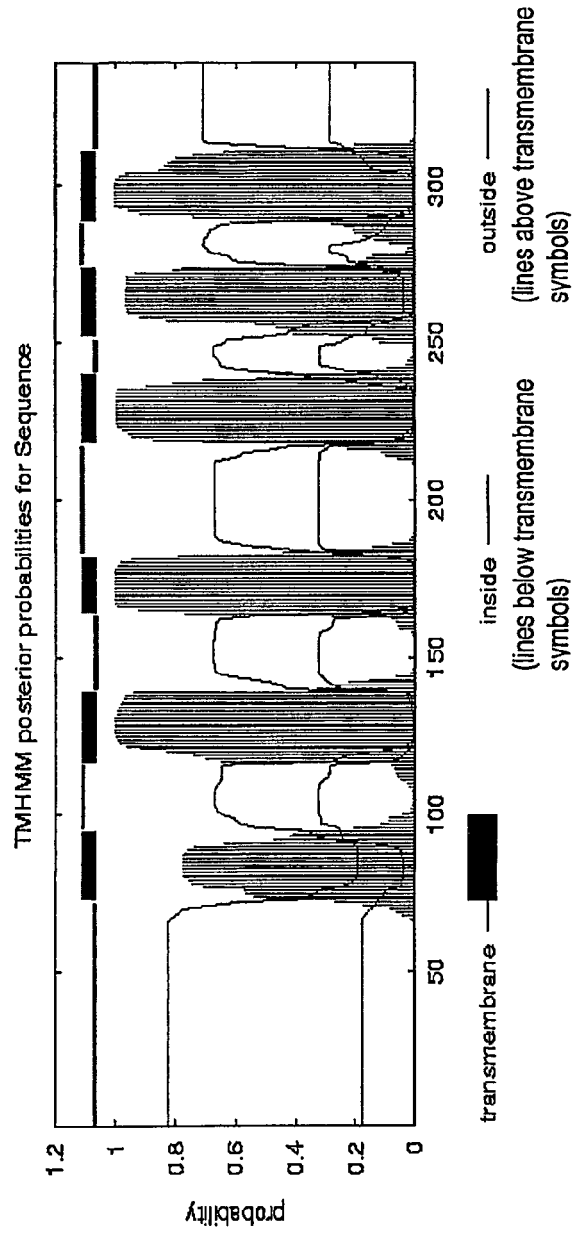 TMHMM posterior probabilities for Sequence
probability
1.2
1
0.8
0.6
0.4
0.2
0
50
100
150
200
250
300
transmembrane
inside
(lines below transmembrane
symbols)
outside
(lines above transmembrane
symbols)